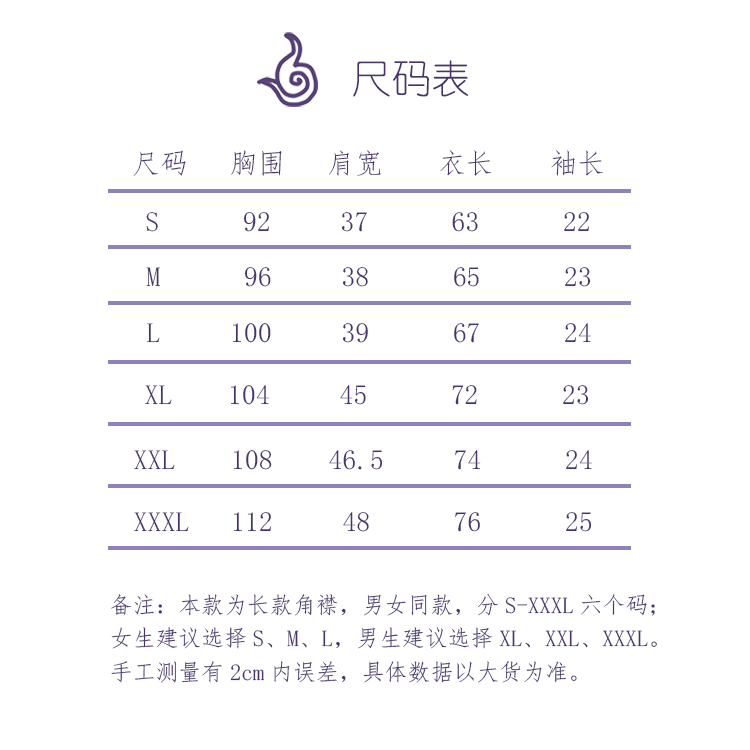 尺码表
尺码 胸围 肩宽 衣长 袖长
S 92 37 63 22
M 96 38 65 23
L 100 39 67 24
XL 104 45 72 23
XXL 108 46.5 74 24
XXXL 112 48 76 25
备注：本款为长款角襟，男女同款，分 S-XXXL 六个码；
女生建议选择 S、M、L，男生建议选择 XL、XXL、XXXL。
手工测量有 2cm 内误差，具体数据以大货为准。